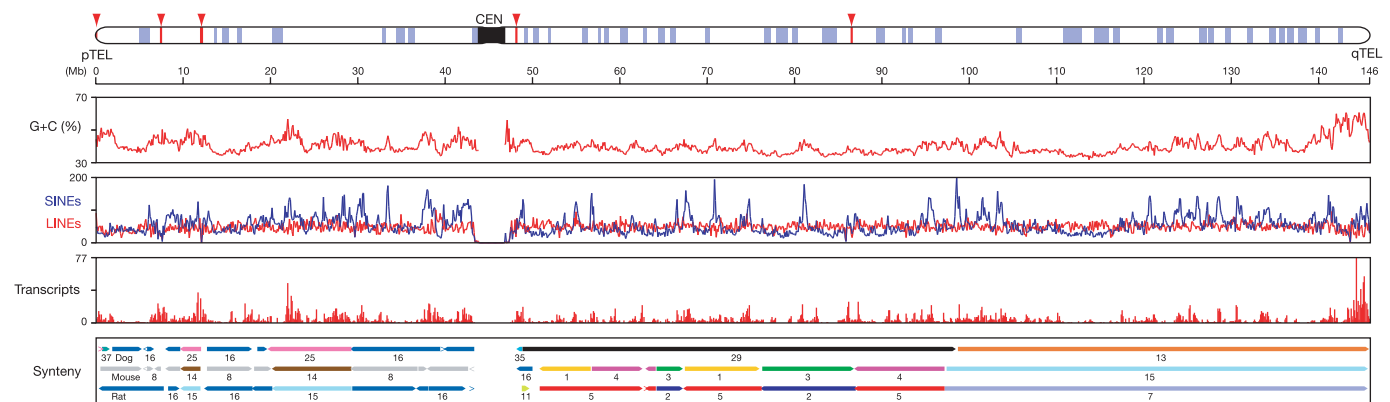 CEN
pTEL qTEL
(Mb) 0 10 20 30 40 50 60 70 80 90 100 110 120 130 140 146
70
G+C (%)
30
200
SINEs
LINEs
0
77
Transcripts
0
Synteny
37 Dog 16 25 16 25 16 35 29 13
Mouse 8 14 8 14 8 16 1 4 3 1 3 4 15
Rat 16 15 16 15 16 11 5 2 5 2 5 7